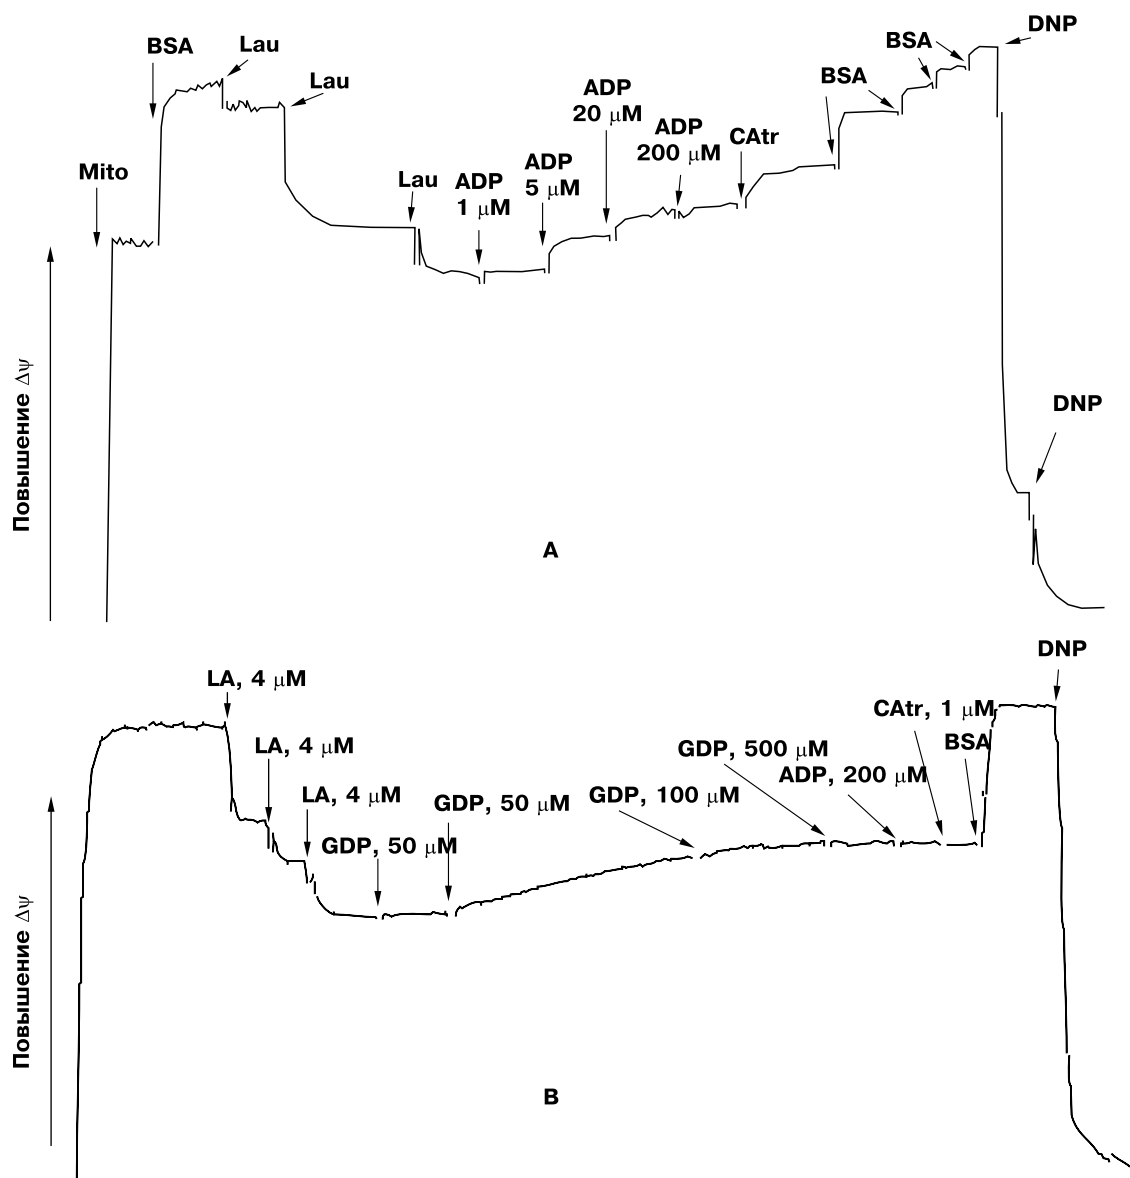 DNP
BSA
BSA
Lau
Lau
BSA
ADP
20 μM
ADP
200 μM
CAtr
ADP
5 μM
Mito
Lau
ADP
1 μM
Повышение Δψ
DNP
A
DNP
LA, 4 μM
CAtr, 1 μM
LA, 4 μM
GDP, 500 μM
BSA
ADP, 200 μM
LA, 4 μM
GDP, 50 μM
GDP, 100 μM
GDP, 50 μM
Повышение Δψ
B